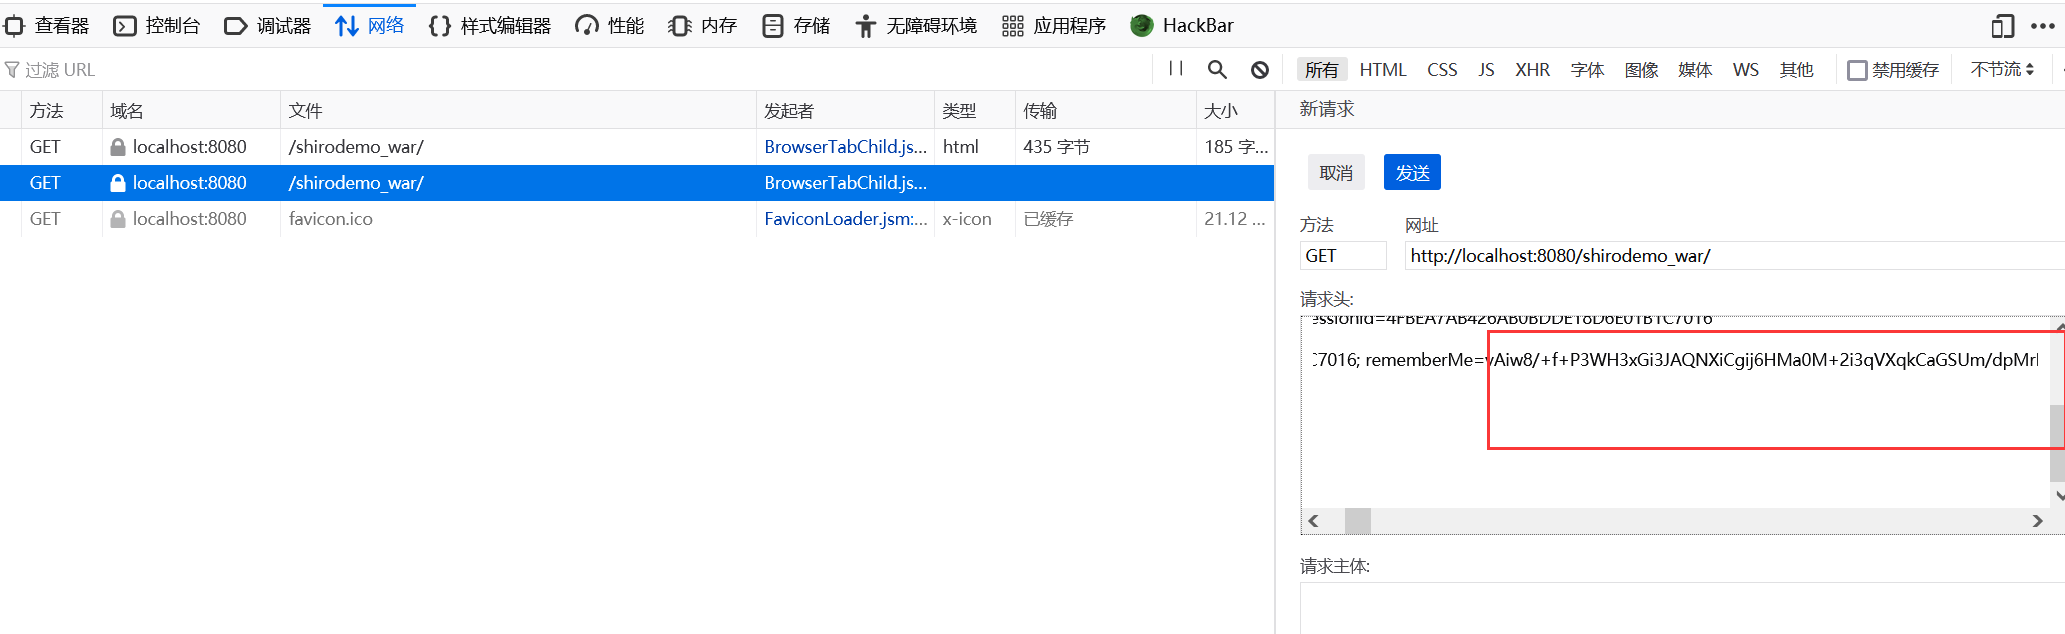 查看器 控制台 调试器 网络 样式编辑器 性能 内存 存储 无障碍环境 应用程序 HackBar
过滤 URL 所有 HTML CSS JS XHR 字体 图像 媒体 WS 其他 禁用缓存 不节流
方法 域名 文件 发起者 类型 传输 大小
GET localhost:8080 /shirodemo_war/ BrowserTabChild.js... html 435 字节 185 字...
GET localhost:8080 /shirodemo_war/ BrowserTabChild.js...
GET localhost:8080 favicon.ico FaviconLoader.jsm:... x-icon 已缓存 21.12 ...
新请求
取消 发送
方法 网址
GET http://localhost:8080/shirodemo_war/
请求头:
essionid=4FBEA7AB426AB0BDDE18D6E01B1C7016
C7016; rememberMe=vAiw8/+f+P3WH3xGi3JAQNXiCgij6HMa0M+2i3qVXqkCaGSUm/dpMrl
请求主体: